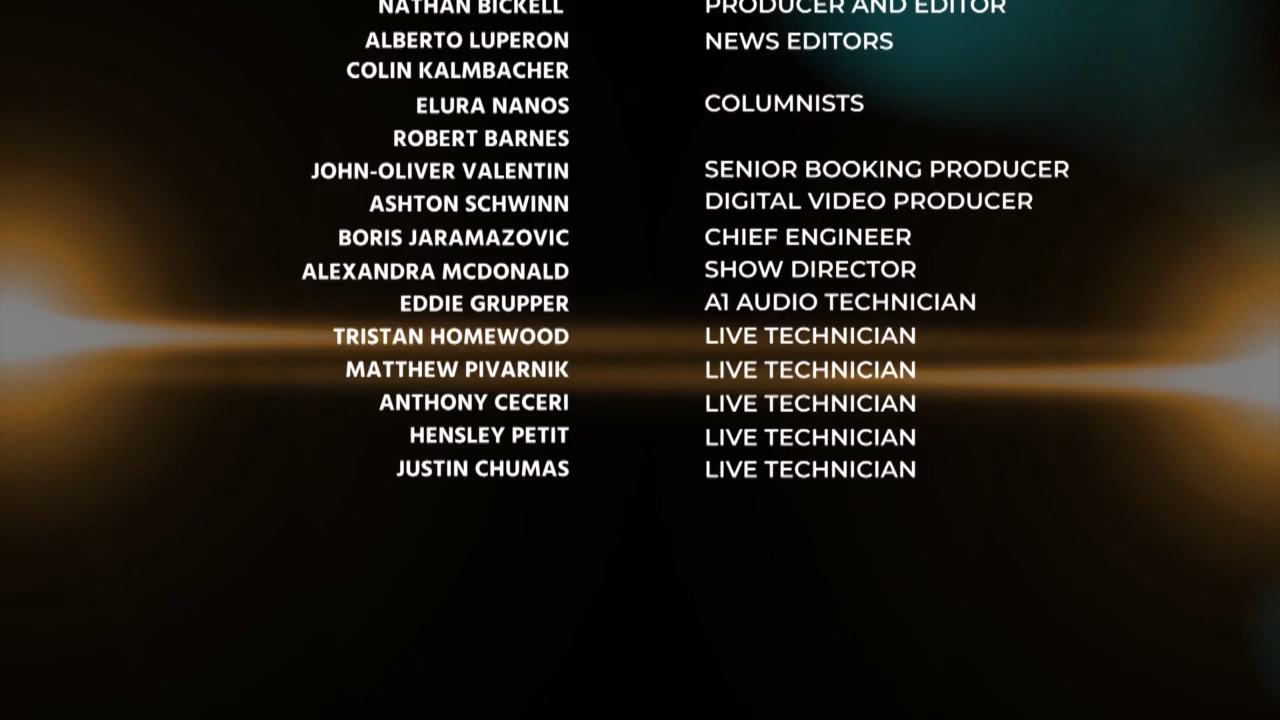 NATHAN BICKELL PRODUCER AND EDITOR
ALBERTO LUPERON NEWS EDITORS
COLIN KALMBACHER
ELURA NANOS COLUMNISTS
ROBERT BARNES
JOHN-OLIVER VALENTIN SENIOR BOOKING PRODUCER
ASHTON SCHWINN DIGITAL VIDEO PRODUCER
BORIS JARAMAZOVIC CHIEF ENGINEER
ALEXANDRA MCDONALD SHOW DIRECTOR
EDDIE GRUPPER A1 AUDIO TECHNICIAN
TRISTAN HOMEWOOD LIVE TECHNICIAN
MATTHEW PIVARNIK LIVE TECHNICIAN
ANTHONY CECERI LIVE TECHNICIAN
HENSLEY PETIT LIVE TECHNICIAN
JUSTIN CHUMAS LIVE TECHNICIAN